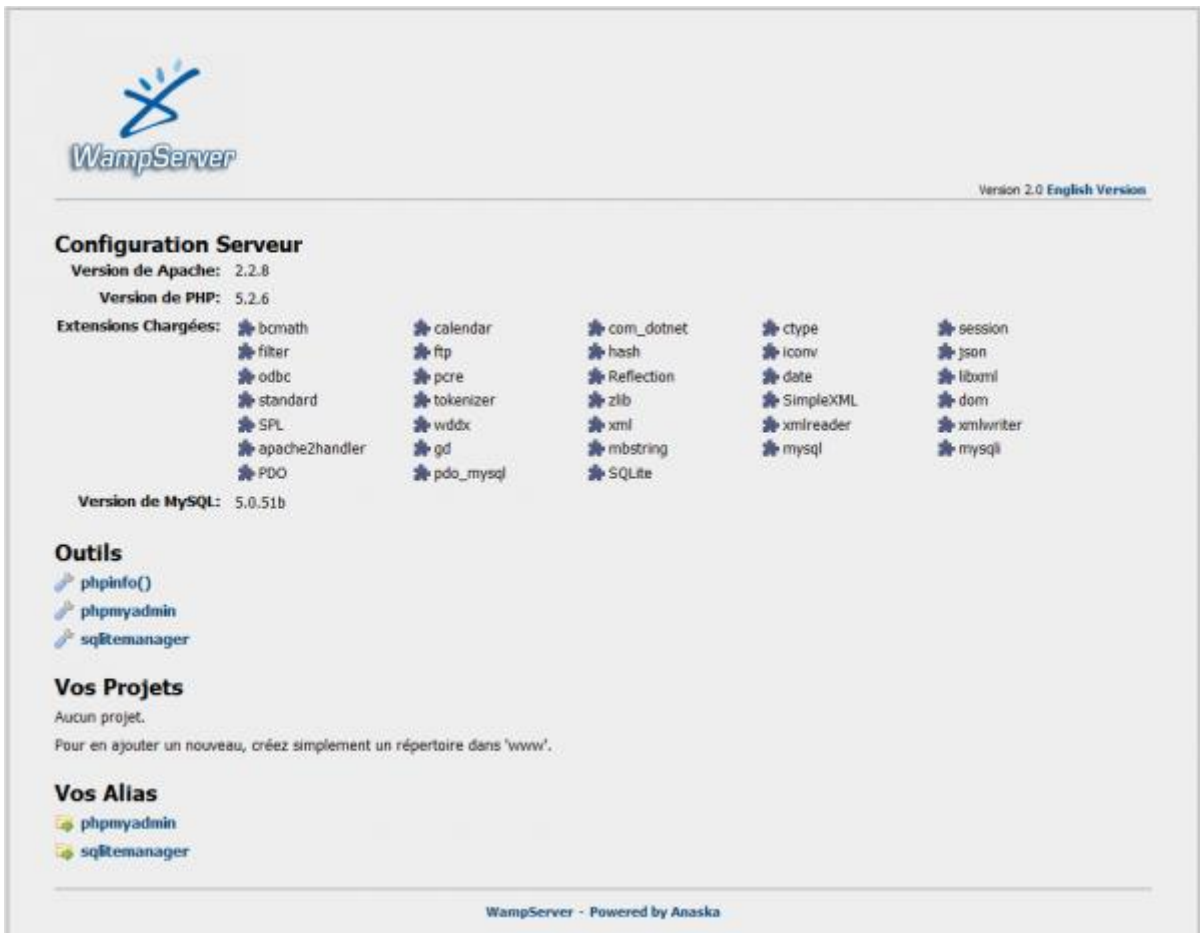 WampServer
Version 2.0 English Version
Configuration Serveur
Version de Apache: 2.2.8
Version de PHP: 5.2.6
Extensions Chargées: bcmath calendar com_dotnet ctype session
filter ftp hash iconv json
odbc pcre Reflection date libxml
standard tokenizer zlib SimpleXML dom
SPL wddx xml xmlreader xmlwriter
apache2handler gd mbstring mysql mysqli
PDO pdo_mysql SQLite
Version de MySQL: 5.0.51b
Outils
phpinfo()
phpmyadmin
sqlitemanager
Vos Projets
Aucun projet.
Pour en ajouter un nouveau, créez simplement un répertoire dans 'www'.
Vos Alias
phpmyadmin
sqlitemanager
WampServer - Powered by Anaska